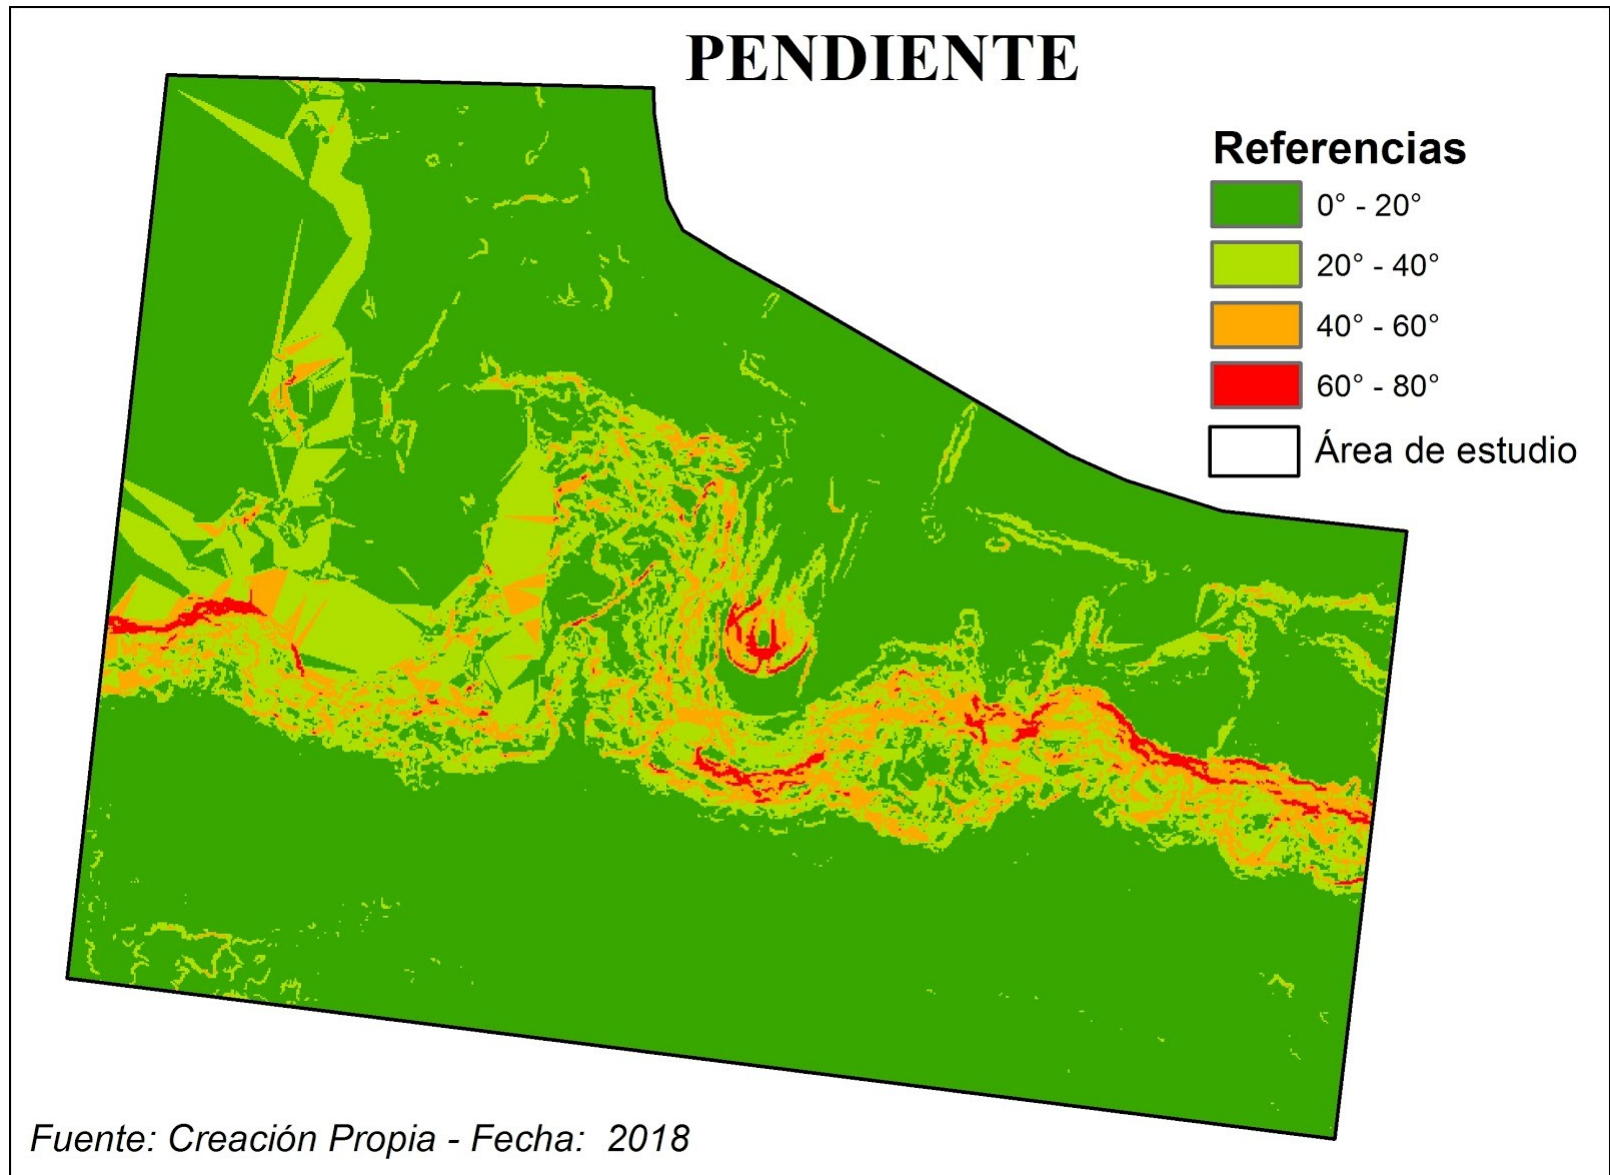 PENDIENTE
Referencias
0° - 20°
20° - 40°
40° - 60°
60° - 80°
Área de estudio
Fuente: Creación Propia - Fecha: 2018